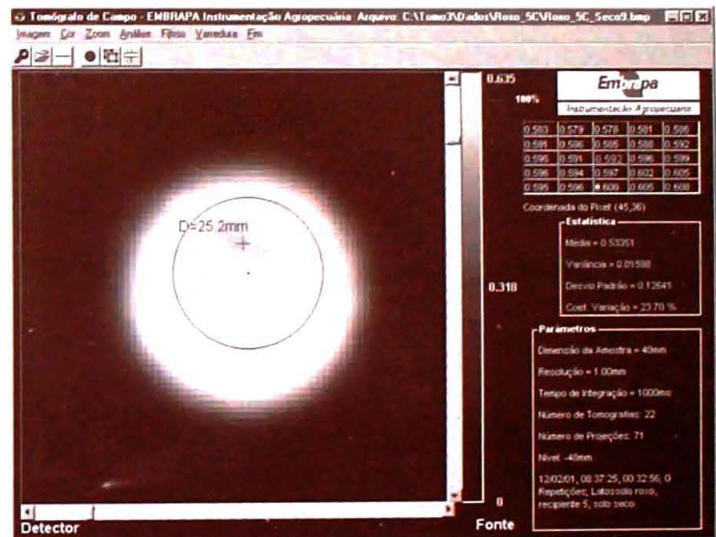 Tomógrafo de Campo - EMBRAPA Instrumentação Agropecuária Arquivo: C:\Tomo3\Dados\Roxo_5C\Roxo_5C_Seco9.bmp
Imagem Cor Zoom Análise Filtro Varredura Fim
0.635
100%
Embrapa
Instrumentação Agropecuária
0.583 0.579 0.578 0.581 0.586
0.591 0.586 0.585 0.588 0.592
0.595 0.591 0.592 0.596 0.599
0.596 0.594 0.597 0.602 0.605
0.595 0.596 0.600 0.605 0.608
Coordenada do Pixel (45,36)
D=25.2mm
Estatística
Média = 0.53351
Variância = 0.01598
Desvio Padrão = 0.12641
Coef. Variação = 23.70 %
0.318
Parâmetros
Dimensão da Amostra = 40mm
Resolução = 1.00mm
Tempo de Integração = 1000ms
Número de Tomografias: 22
Número de Projeções: 71
Nível: -40mm
12/02/01, 08:37:25, 00:32:56, 0
Repetições; Latossolo roxo,
recipiente 5, solo seco
0
Detector
Fonte